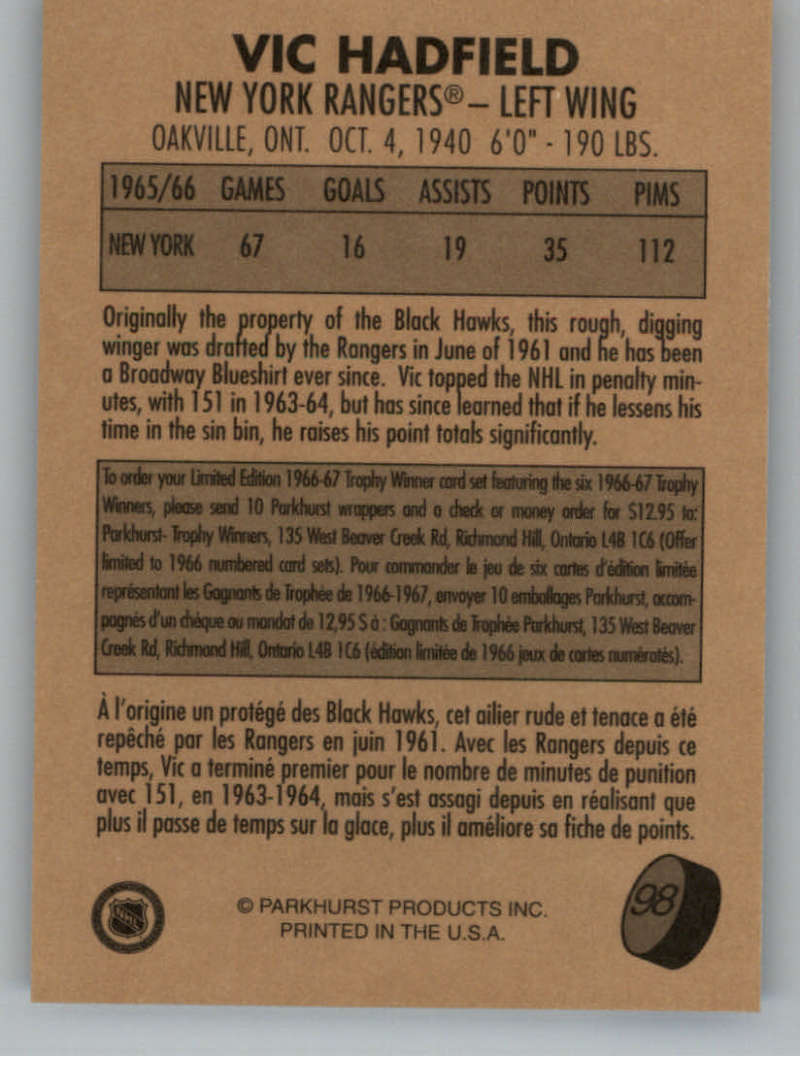 VIC HADFIELD
NEW YORK RANGERS® – LEFT WING
OAKVILLE, ONT. OCT. 4, 1940 6'0" - 190 LBS.
1965/66 GAMES GOALS ASSISTS POINTS PIMS
NEW YORK 67 16 19 35 112
Originally the property of the Black Hawks, this rough, digging
winger was drafted by the Rangers in June of 1961 and he has been
a Broadway Blueshirt ever since. Vic topped the NHL in penalty min-
utes, with 151 in 1963-64, but has since learned that if he lessens his
time in the sin bin, he raises his point totals significantly.
To order your Limited Edition 1966-67 Trophy Winner card set featuring the six 1966-67 Trophy
Winners, please send 10 Parkhurst wrappers and a check or money order for $12.95 to:
Parkhurst- Trophy Winners, 135 West Beaver Creek Rd, Richmond Hill, Ontario L4B 1C6 (Offer
limited to 1966 numbered card sets). Pour commander le jeu de six cartes d'édition limitée
représentant les Gagnants de Trophée de 1966-1967, envoyer 10 emballages Parkhurst, accom-
pagnés d'un chèque ou mandat de 12,95 $ à : Gagnants de Trophée Parkhurst, 135 West Beaver
Creek Rd, Richmond Hill, Ontario L4B 1C6 (édition limitée de 1966 jeux de cartes numérotés).
À l'origine un protégé des Black Hawks, cet ailier rude et tenace a été
repêché par les Rangers en juin 1961. Avec les Rangers depuis ce
temps, Vic a terminé premier pour le nombre de minutes de punition
avec 151, en 1963-1964, mais s'est assagi depuis en réalisant que
plus il passe de temps sur la glace, plus il améliore sa fiche de points.
98
NHL
© PARKHURST PRODUCTS INC.
PRINTED IN THE U.S.A.